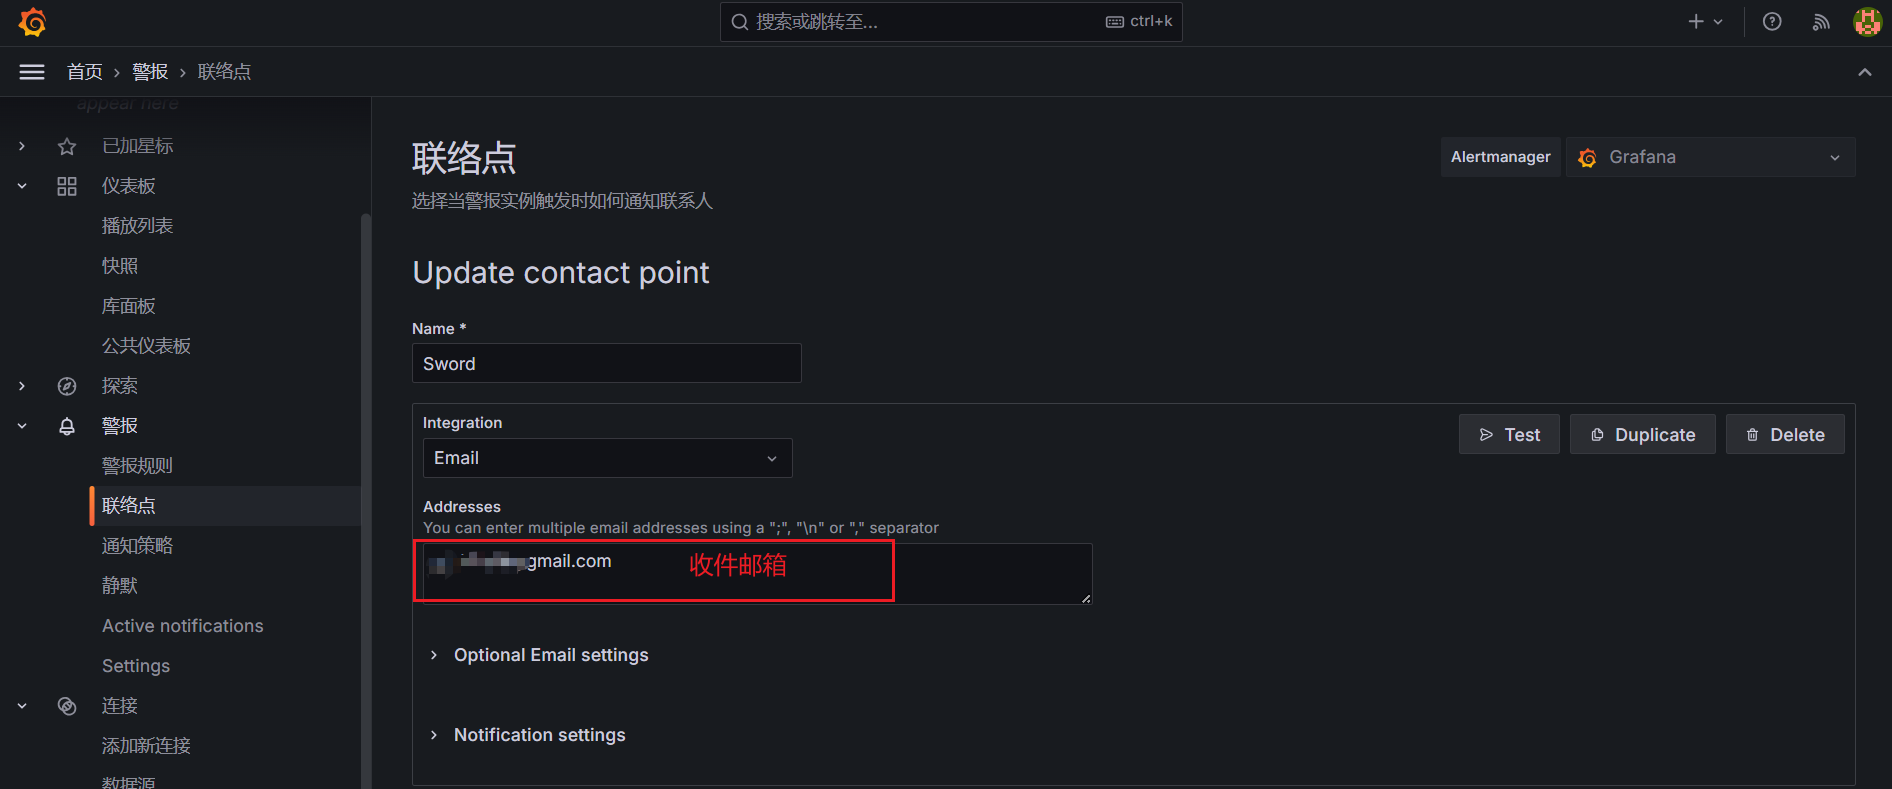 搜索或跳转至...
ctrl+k
首页 › 警报 › 联络点
appear here
已加星标
仪表板
播放列表
快照
库面板
公共仪表板
探索
警报
警报规则
联络点
通知策略
静默
Active notifications
Settings
连接
添加新连接
数据源
联络点
选择当警报实例触发时如何通知联系人
Alertmanager
Grafana
Update contact point
Name *
Sword
Integration
Email
Test
Duplicate
Delete
Addresses
You can enter multiple email addresses using a ";", "\n" or "," separator
gmail.com
收件邮箱
Optional Email settings
Notification settings